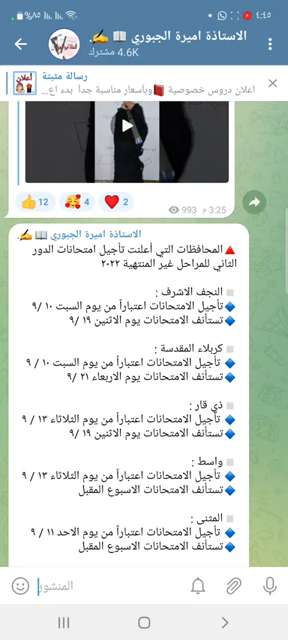 ٤:٤٥
%٨٥
الاستاذة اميرة الجبوري 📖 ✍️.
4.6K مشترك
رسالة مثبتة
اعلان دروس خصوصية 📕وبأسعار مناسبة جداً بدء اع...
👍 12 🥰 4 ❤️ 2
993 3:25 م
الاستاذة اميرة الجبوري 📖 ✍️.
🔺المحافظات التي أعلنت تأجيل امتحانات الدور
الثاني للمراحل غير المنتهية ٢٠٢٢
◽النجف الاشرف :
🔷تأجيل الامتحانات اعتباراً من يوم السبت ١٠ /٩
🔷تستأنف الامتحانات يوم الاثنين ١٩ /٩
◽كربلاء المقدسة :
🔷 تأجيل الامتحانات اعتباراً من يوم السبت ١٠ / ٩
🔷تستأنف الامتحانات يوم الاربعاء ٢١ /٩
◽ذي قار :
🔷 تأجيل الامتحانات اعتباراً من يوم الثلاثاء ١٣ / ٩
🔷تستأنف الامتحانات يوم الاثنين ١٩ /٩
◽واسط :
🔷تأجيل الامتحانات اعتباراً من يوم الثلاثاء ١٣ / ٩
🔷تستأنف الامتحانات الاسبوع المقبل
◽المثنى :
🔷 تأجيل الامتحانات اعتباراً من يوم الاحد ١١ / ٩
🔷تستأنف الامتحانات الاسبوع المقبل
المنشور